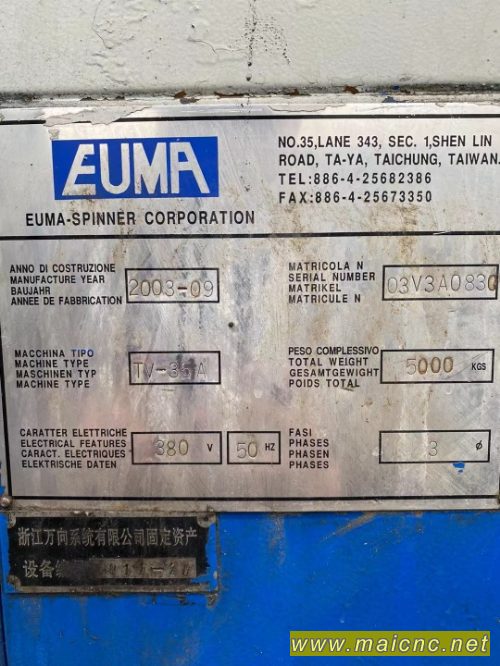 EUMA
EUMA-SPINNER CORPORATION
NO.35,LANE 343, SEC. 1,SHEN LIN
ROAD, TA-YA, TAICHUNG, TAIWAN.
TEL:886-4-25682386
FAX:886-4-25673350
ANNO DI COSTRUZIONE
MANUFACTURE YEAR
BAUJAHR
ANNEE DE FABBRICATION
2003-09
MATRICOLA N
SERIAL NUMBER
MATRIKEL
MATRICULE N
03V3A0830
MACCHINA TIPO
MACHINE TYPE
MASCHINEN TYP
MACHINE TYPE
TV-35A
PESO COMPLESSIVO
TOTAL WEIGHT
GESAMTGEWIGHT
POIDS TOTAL
5000 KGS
CARATTER ELETTRICHE
ELECTRICAL FEATURES
CARACT. ELECTRIQUES
ELEKTRISCHE DATEN
380 V
50 HZ
FASI
PHASES
PHASEN
PHASES
3 Ø
浙江万向系统有限公司固定资产
设备
www.maicnc.net